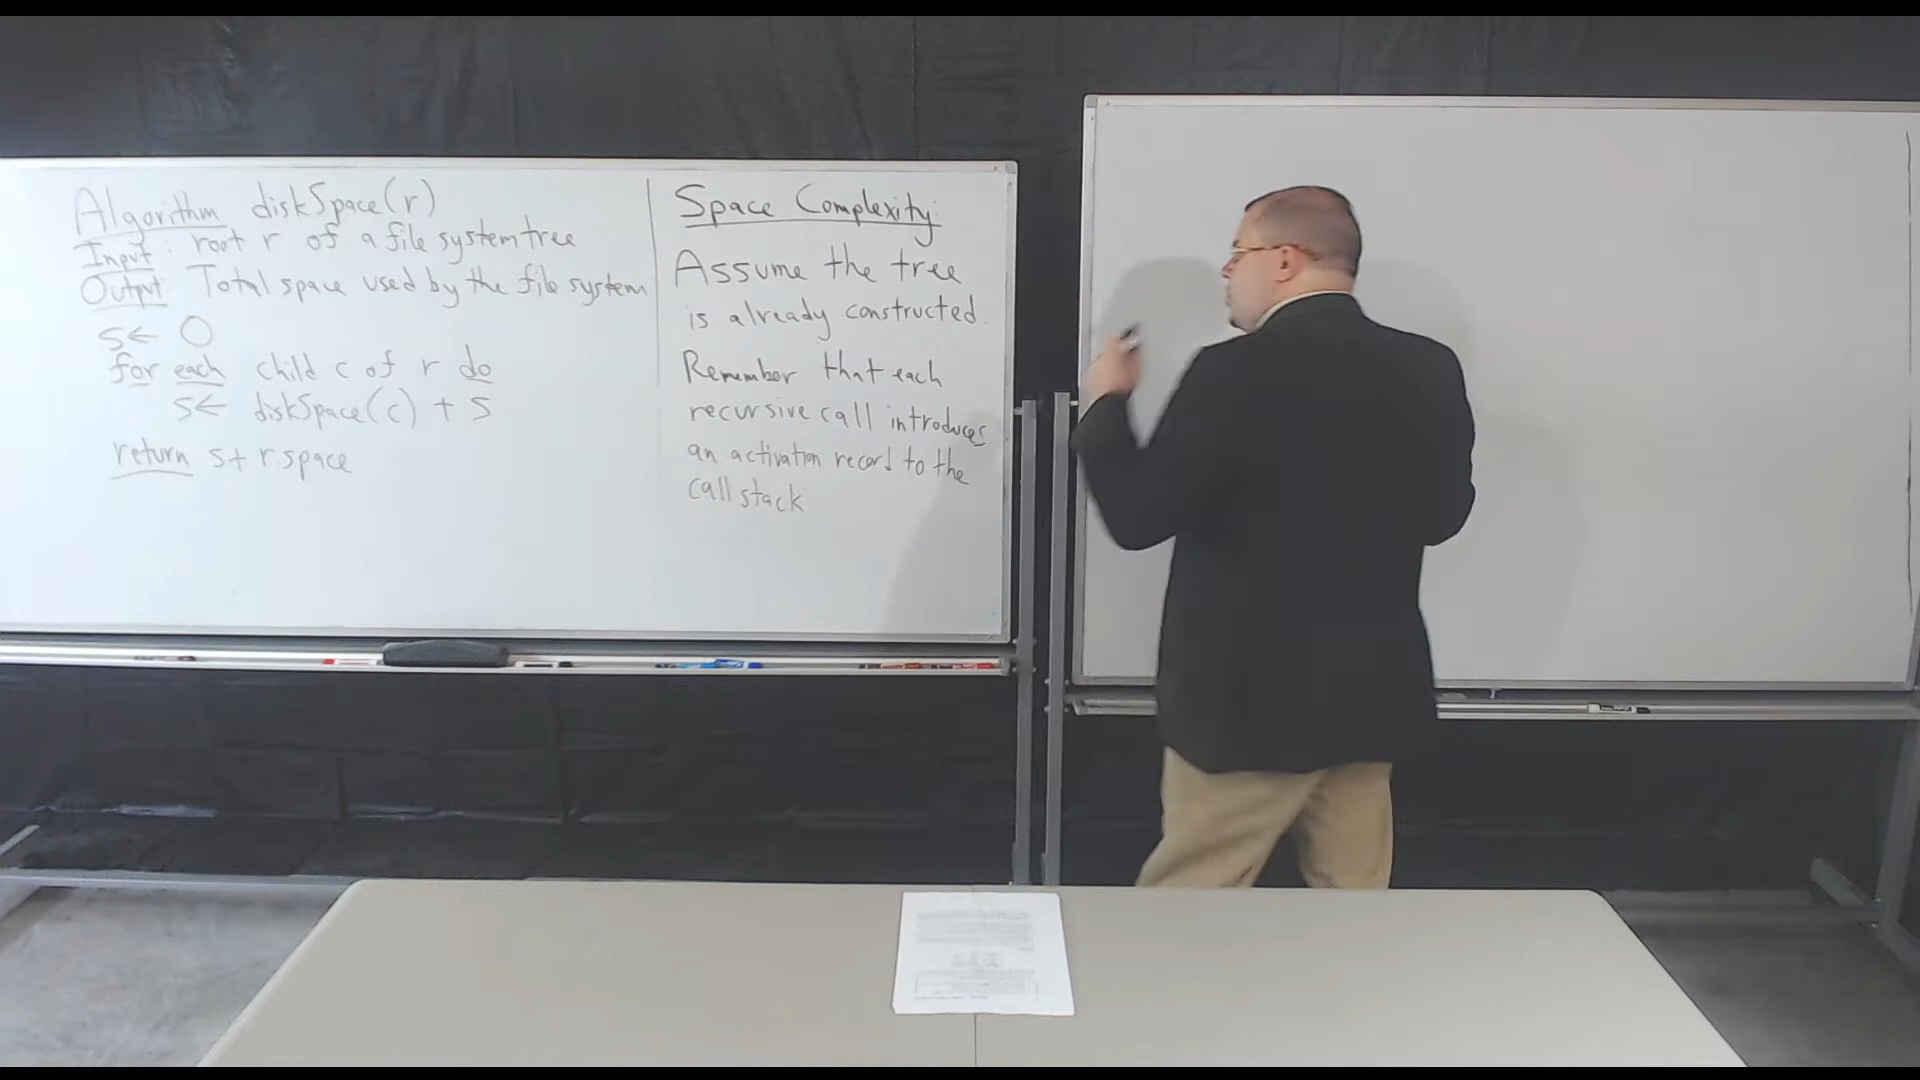 Algorithm diskSpace(r)
Input: root r of a file system tree
Output: Total space used by the file system
s← 0
for each child c of r do
s← diskSpace(c) + s
return s + r.space
Space Complexity:
Assume the tree
is already constructed.
Remember that each
recursive call introduces
an activation record to the
call stack